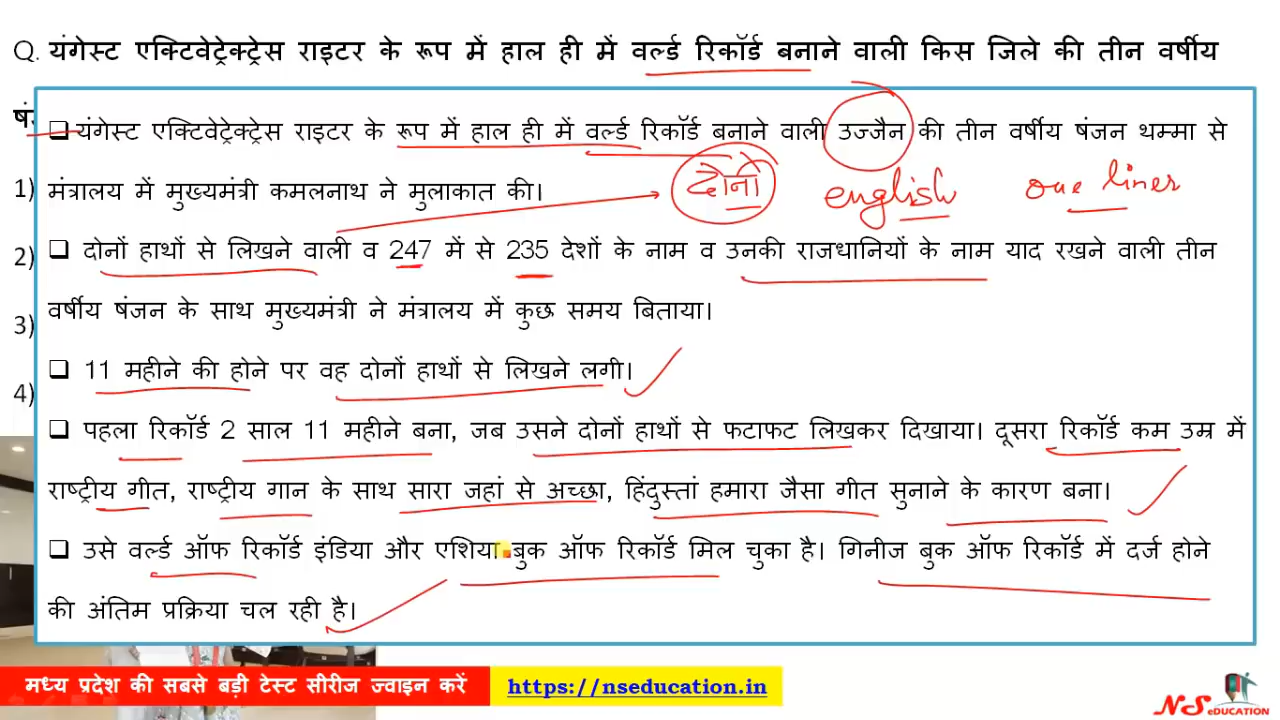 Q. यंगेस्ट एक्टिवेट्रेक्ट्रेस राइटर के रूप में हाल ही में वर्ल्ड रिकॉर्ड बनाने वाली किस जिले की तीन वर्षीय
❑ यंगेस्ट एक्टिवेट्रेक्ट्रेस राइटर के रूप में हाल ही में वर्ल्ड रिकॉर्ड बनाने वाली उज्जैन की तीन वर्षीय षंजन थम्मा से
1) मंत्रालय में मुख्यमंत्री कमलनाथ ने मुलाकात की। दोनो english one liner
2) ❑ दोनों हाथों से लिखने वाली व 247 में से 235 देशों के नाम व उनकी राजधानियों के नाम याद रखने वाली तीन
वर्षीय षंजन के साथ मुख्यमंत्री ने मंत्रालय में कुछ समय बिताया।
3)
❑ 11 महीने की होने पर वह दोनों हाथों से लिखने लगी।
4)
❑ पहला रिकॉर्ड 2 साल 11 महीने बना, जब उसने दोनों हाथों से फटाफट लिखकर दिखाया। दूसरा रिकॉर्ड कम उम्र में
राष्ट्रीय गीत, राष्ट्रीय गान के साथ सारा जहां से अच्छा, हिंदुस्तां हमारा जैसा गीत सुनाने के कारण बना।
❑ उसे वर्ल्ड ऑफ रिकॉर्ड इंडिया और एशिया बुक ऑफ रिकॉर्ड मिल चुका है। गिनीज बुक ऑफ रिकॉर्ड में दर्ज होने
की अंतिम प्रक्रिया चल रही है।
मध्य प्रदेश की सबसे बड़ी टेस्ट सीरीज ज्वाइन करें https://nseducation.in
NS eDUCATION